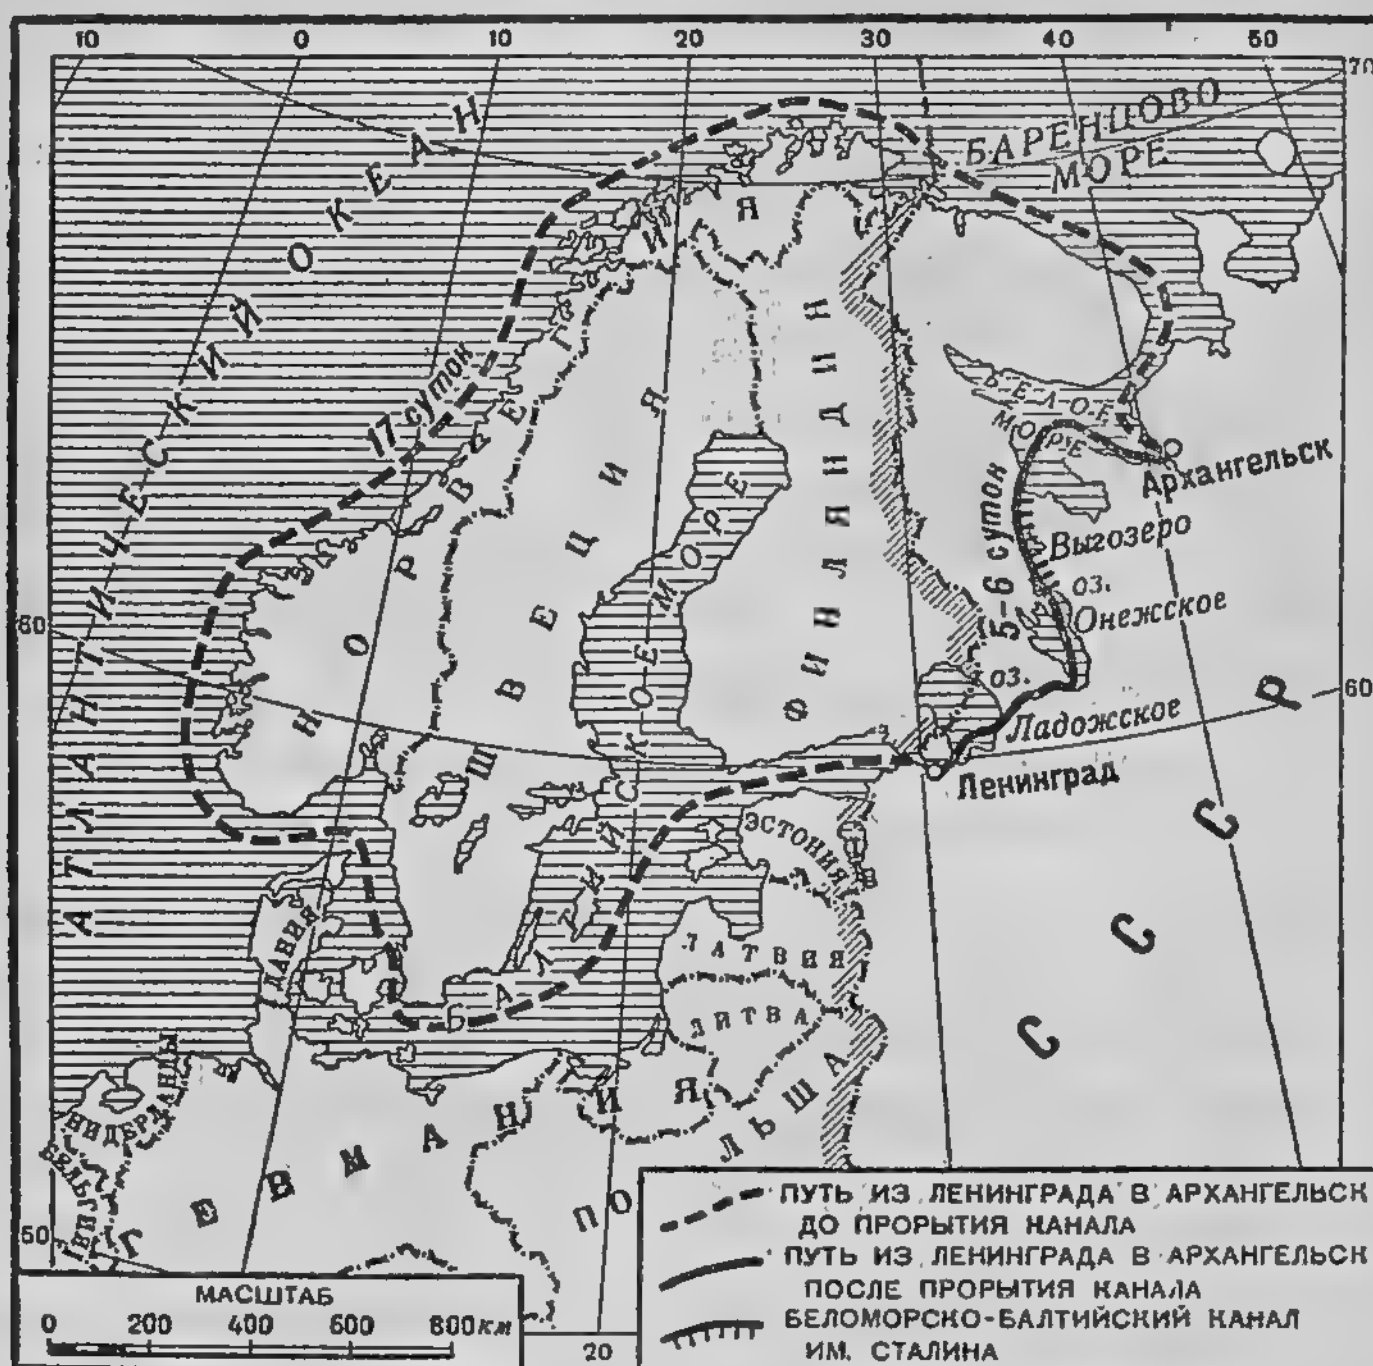 10 0 10 20 30 40 50
70
АТЛАНТИЧЕСКИЙ ОКЕАН
БАРЕНЦОВО
МОРЕ
17 суток
НОРВЕГИЯ
ШВЕЦИЯ
ФИНЛЯНДИЯ
БЕЛОЕ
МОРЕ
Архангельск
5-6 суток
Выгозеро
оз.
Онежское
60
оз.
Ладожское
60
Ленинград
БАЛТИЙСКОЕ МОРЕ
СССР
ЭСТОНИЯ
ЛАТВИЯ
ЛИТВА
ДАНИЯ
НИДЕРЛАНДЫ
БЕЛЬГИЯ
ГЕРМАНИЯ
ПОЛЬША
50
20
МАСШТАБ
0 200 400 600 800 км
ПУТЬ ИЗ ЛЕНИНГРАДА В АРХАНГЕЛЬСК
ДО ПРОРЫТИЯ КАНАЛА
ПУТЬ ИЗ ЛЕНИНГРАДА В АРХАНГЕЛЬСК
ПОСЛЕ ПРОРЫТИЯ КАНАЛА
БЕЛОМОРСКО-БАЛТИЙСКИЙ КАНАЛ
ИМ. СТАЛИНА